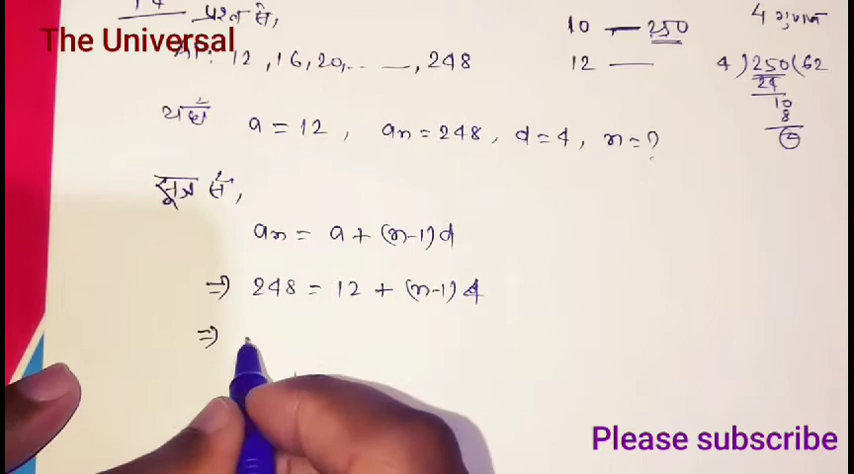 प्रश्न से,
The Universal
12, 16, 20, ... —, 248
10 — 250
12 —
4 गुणज
4 ) 250 ( 62
24
10
8
2
यहाँ a = 12, an = 248, d = 4, n = ?
सूत्र से,
an = a + (n-1)d
⇒ 248 = 12 + (n-1) 4
⇒
Please subscribe